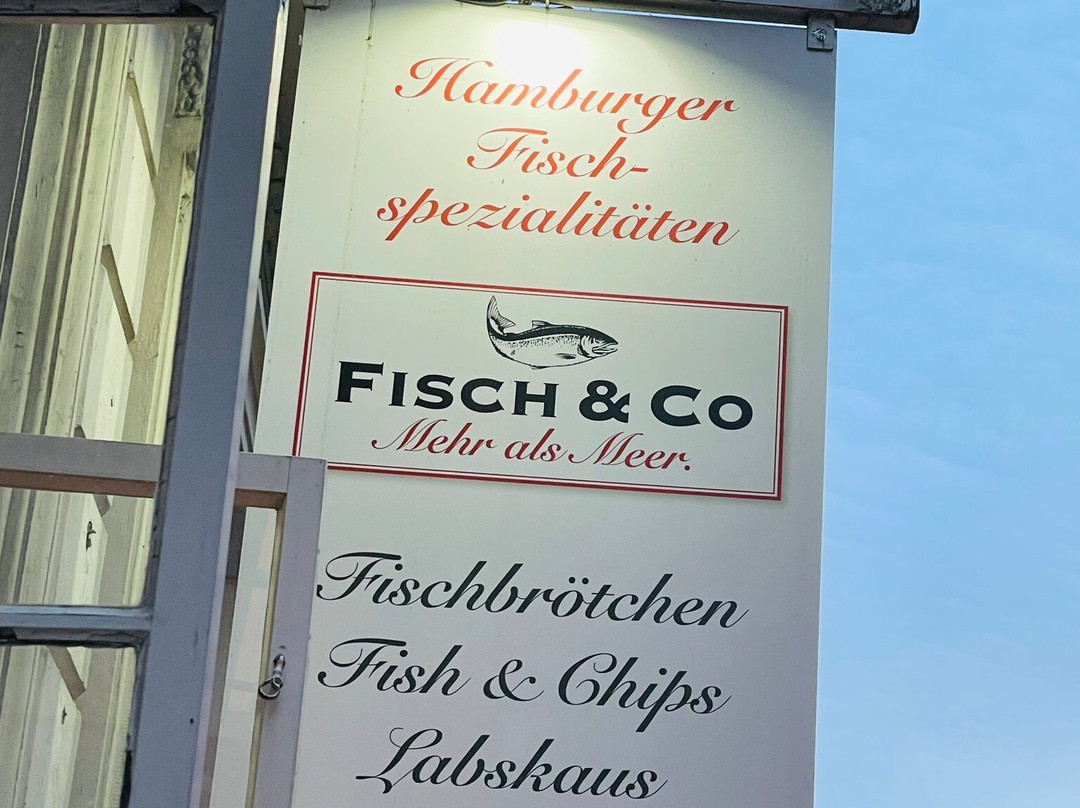 Hamburger
Fisch-
spezialitäten
FISCH & CO
Mehr als Meer.
Fischbrötchen
Fish & Chips
Labskaus